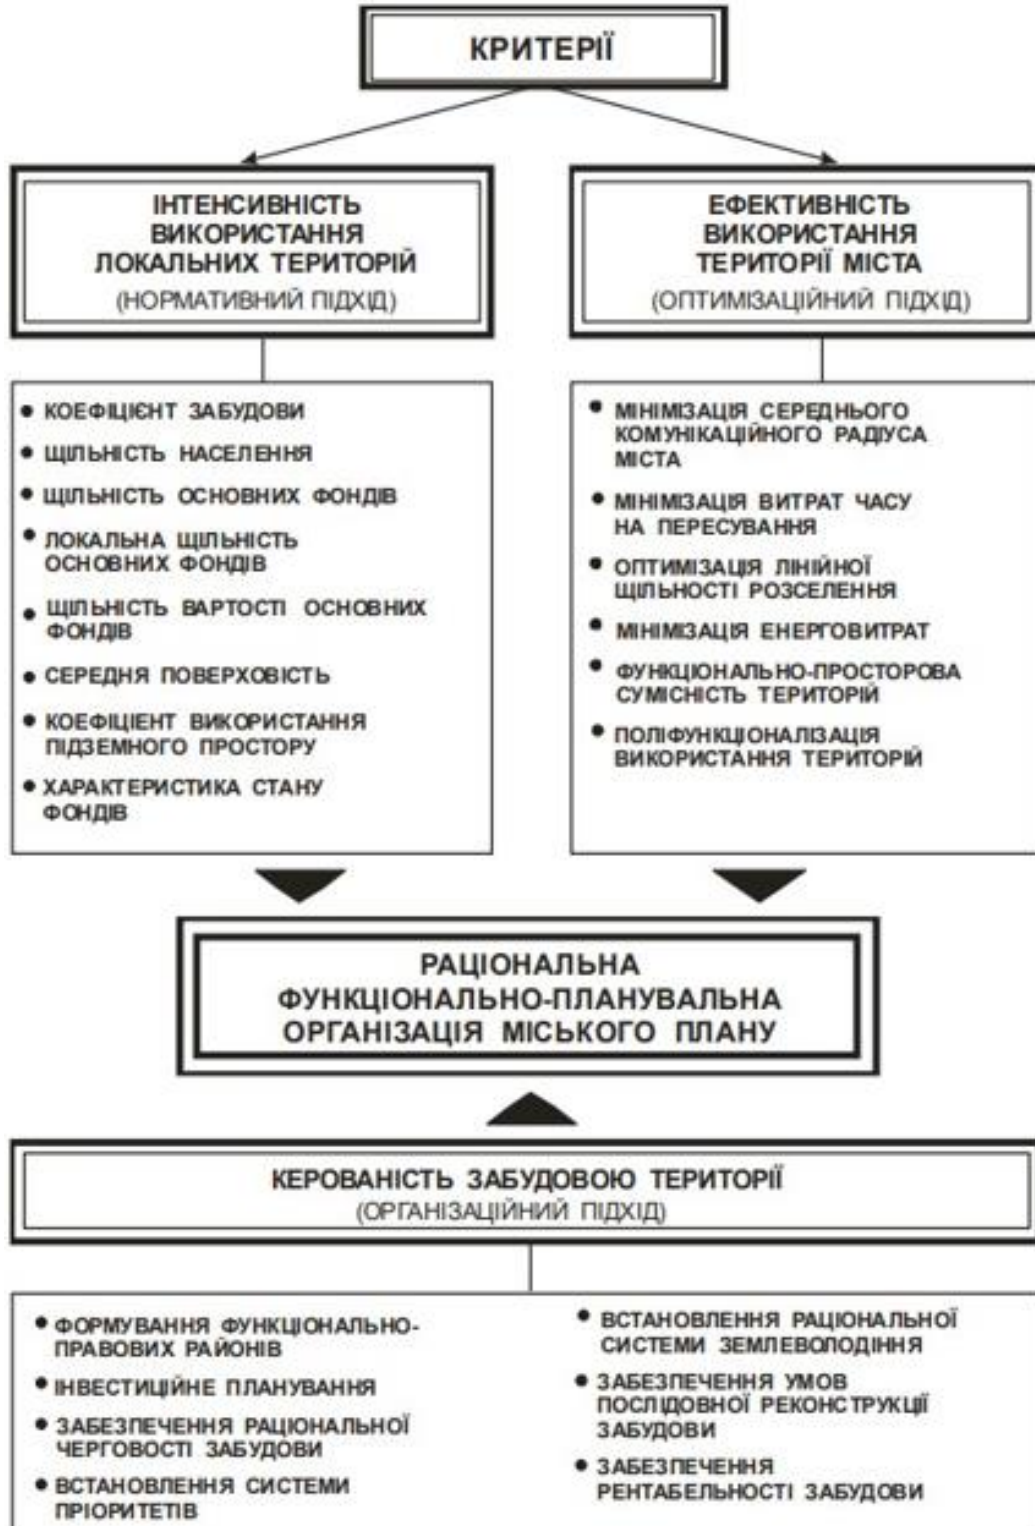 КРИТЕРІЇ
ІНТЕНСИВНІСТЬ
ВИКОРИСТАННЯ
ЛОКАЛЬНИХ ТЕРИТОРІЙ
(НОРМАТИВНИЙ ПІДХІД)
• КОЕФІЦІЄНТ ЗАБУДОВИ
• ЩІЛЬНІСТЬ НАСЕЛЕННЯ
• ЩІЛЬНІСТЬ ОСНОВНИХ ФОНДІВ
• ЛОКАЛЬНА ЩІЛЬНІСТЬ
ОСНОВНИХ ФОНДІВ
• ЩІЛЬНІСТЬ ВАРТОСТІ ОСНОВНИХ
ФОНДІВ
• СЕРЕДНЯ ПОВЕРХОВІСТЬ
• КОЕФІЦІЕНТ ВИКОРИСТАННЯ
ПІДЗЕМНОГО ПРОСТОРУ
• ХАРАКТЕРИСТИКА СТАНУ
ФОНДІВ
ЕФЕКТИВНІСТЬ
ВИКОРИСТАННЯ
ТЕРИТОРІЇ МІСТА
(ОПТИМІЗАЦІЙНИЙ ПІДХІД)
• МІНІМІЗАЦІЯ СЕРЕДНЬОГО
КОМУНІКАЦІЙНОГО РАДІУСА
МІСТА
• МІНІМІЗАЦІЯ ВИТРАТ ЧАСУ
НА ПЕРЕСУВАННЯ
• ОПТИМІЗАЦІЯ ЛІНІЙНОЇ
ЩІЛЬНОСТІ РОЗСЕЛЕННЯ
• МІНІМІЗАЦІЯ ЕНЕРГОВИТРАТ
• ФУНКЦІОНАЛЬНО-ПРОСТОРОВА
СУМІСНІСТЬ ТЕРИТОРІЙ
• ПОЛІФУНКЦІОНАЛІЗАЦІЯ
ВИКОРИСТАННЯ ТЕРИТОРІЙ
РАЦІОНАЛЬНА
ФУНКЦІОНАЛЬНО-ПЛАНУВАЛЬНА
ОРГАНІЗАЦІЯ МІСЬКОГО ПЛАНУ
КЕРОВАНІСТЬ ЗАБУДОВОЮ ТЕРИТОРІЇ
(ОРГАНІЗАЦІЙНИЙ ПІДХІД)
• ФОРМУВАННЯ ФУНКЦІОНАЛЬНО-
ПРАВОВИХ РАЙОНІВ
• ІНВЕСТИЦІЙНЕ ПЛАНУВАННЯ
• ЗАБЕЗПЕЧЕННЯ РАЦІОНАЛЬНОЇ
ЧЕРГОВОСТІ ЗАБУДОВИ
• ВСТАНОВЛЕННЯ СИСТЕМИ
ПРІОРИТЕТІВ
• ВСТАНОВЛЕННЯ РАЦІОНАЛЬНОЇ
СИСТЕМИ ЗЕМЛЕВОЛОДІННЯ
• ЗАБЕЗПЕЧЕННЯ УМОВ
ПОСЛІДОВНОЇ РЕКОНСТРУКЦІЇ
ЗАБУДОВИ
• ЗАБЕЗПЕЧЕННЯ
РЕНТАБЕЛЬНОСТІ ЗАБУДОВИ